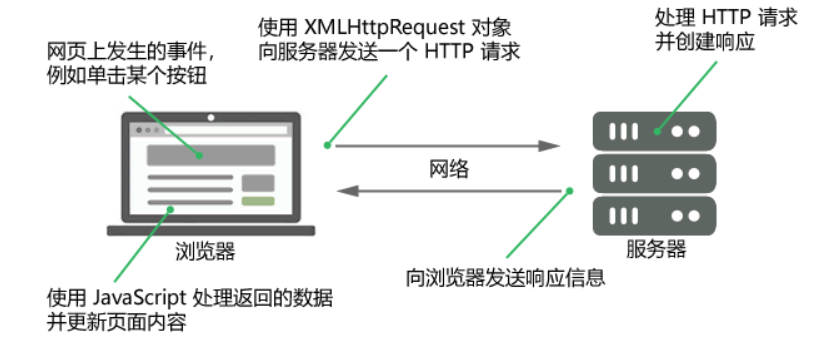 使用 XMLHttpRequest 对象
向服务器发送一个 HTTP 请求
处理 HTTP 请求
并创建响应
网页上发生的事件,
例如单击某个按钮
网络
浏览器
服务器
向浏览器发送响应信息
使用 JavaScript 处理返回的数据
并更新页面内容